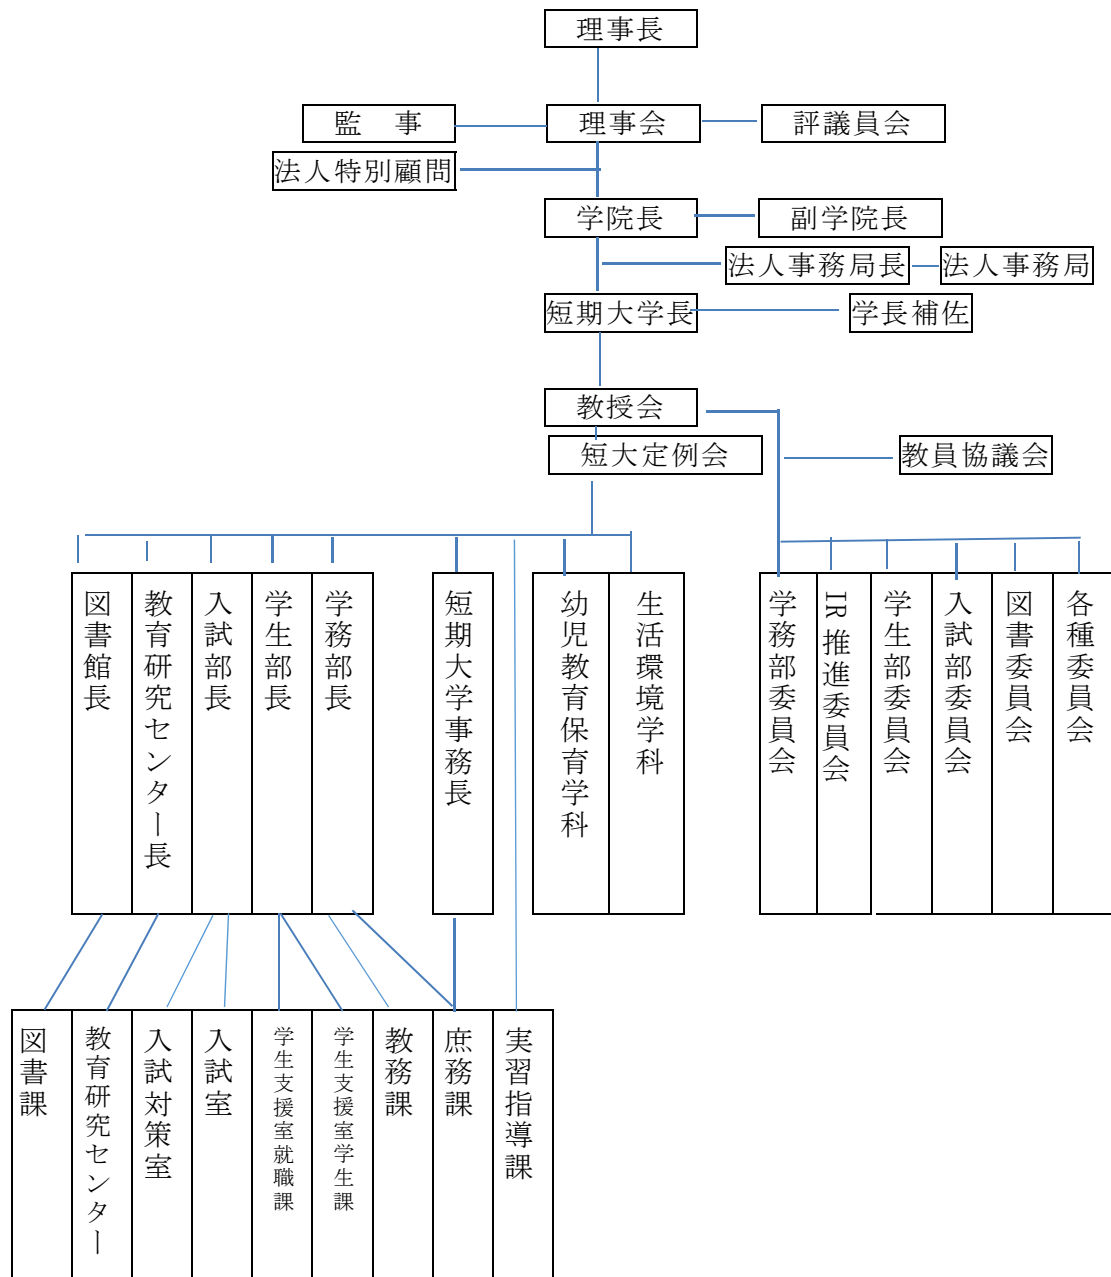 理事長
監　事
理事会
評議員会
法人特別顧問
学院長
副学院長
法人事務局長
法人事務局
短期大学長
学長補佐
教授会
短大定例会
教員協議会
図書館長
教育研究センター長
入試部長
学生部長
学務部長
短期大学事務長
幼児教育保育学科
生活環境学科
学務部委員会
IR推進委員会
学生部委員会
入試部委員会
図書委員会
各種委員会
図書課
教育研究センター
入試対策室
入試室
学生支援室就職課
学生支援室学生課
教務課
庶務課
実習指導課